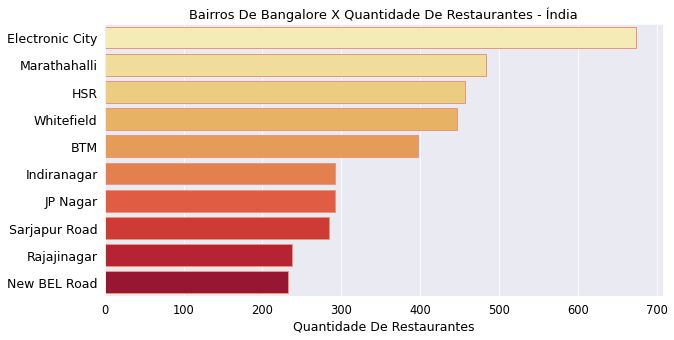 Bairros De Bangalore X Quantidade De Restaurantes - Índia
Electronic City
Marathahalli
HSR
Whitefield
BTM
Indiranagar
JP Nagar
Sarjapur Road
Rajajinagar
New BEL Road
0 100 200 300 400 500 600 700
Quantidade De Restaurantes